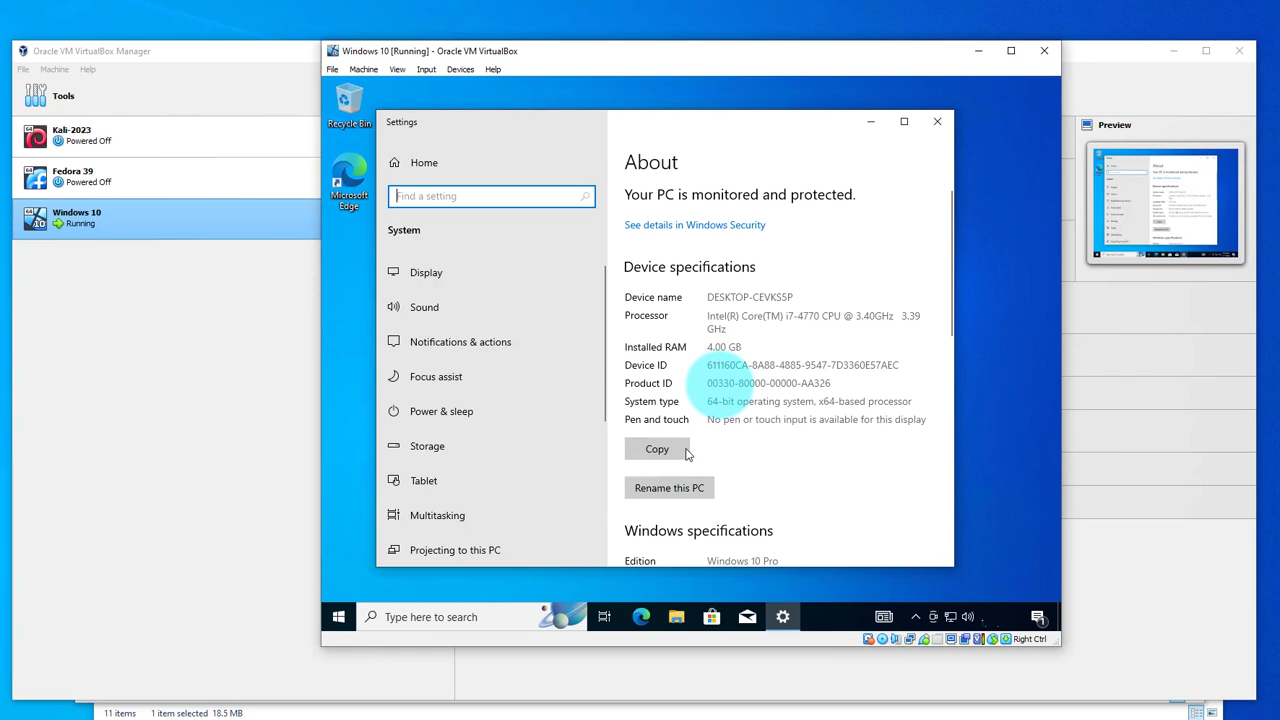 Oracle VM VirtualBox Manager
File Machine Help
Tools
Kali-2023
Powered Off
Fedora 39
Powered Off
Windows 10
Running
Windows 10 [Running] - Oracle VM VirtualBox
File Machine View Input Devices Help
Recycle Bin
Microsoft
Edge
Settings
Home
Find a setting
System
Display
Sound
Notifications & actions
Focus assist
Power & sleep
Storage
Tablet
Multitasking
Projecting to this PC
About
Your PC is monitored and protected.
See details in Windows Security
Device specifications
Device name DESKTOP-CEVKS5P
Processor Intel(R) Core(TM) i7-4770 CPU @ 3.40GHz 3.39
GHz
Installed RAM 4.00 GB
Device ID 611160CA-8A88-4885-9547-7D3360E57AEC
Product ID 00330-80000-00000-AA326
System type 64-bit operating system, x64-based processor
Pen and touch No pen or touch input is available for this display
Copy
Rename this PC
Windows specifications
Edition Windows 10 Pro
Type here to search
Right Ctrl
Preview
11 items 1 item selected 18.5 MB